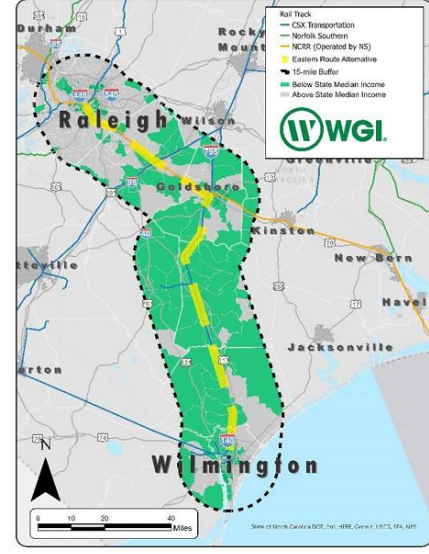 Rail Track
CSX Transportation
Norfolk Southern
NCRR (Operated by NS)
Eastern Route Alternative
15-mile Buffer
Below State Median Income
Above State Median Income
WGI.
Durham
Rocky
Mount
Raleigh
Wilson
Goldsboro
Kinston
New Bern
Havel
tteville
Jacksonville
erton
Wilmington
N
0 10 20 40
Miles
State of North Carolina DOT, Esri, HERE, Garmin, USGS, EPA, NPS